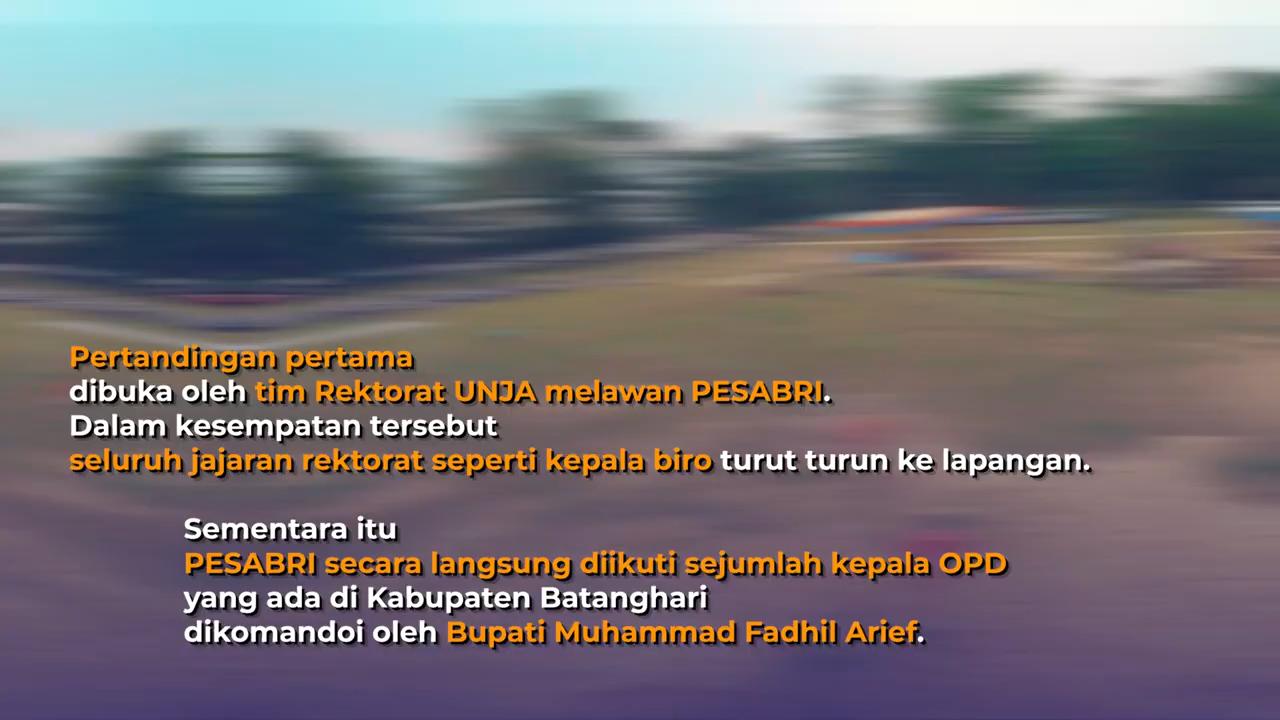 Pertandingan pertama
dibuka oleh tim Rektorat UNJA melawan PESABRI.
Dalam kesempatan tersebut
seluruh jajaran rektorat seperti kepala biro turut turun ke lapangan.
Sementara itu
PESABRI secara langsung diikuti sejumlah kepala OPD
yang ada di Kabupaten Batanghari
dikomandoi oleh Bupati Muhammad Fadhil Arief.